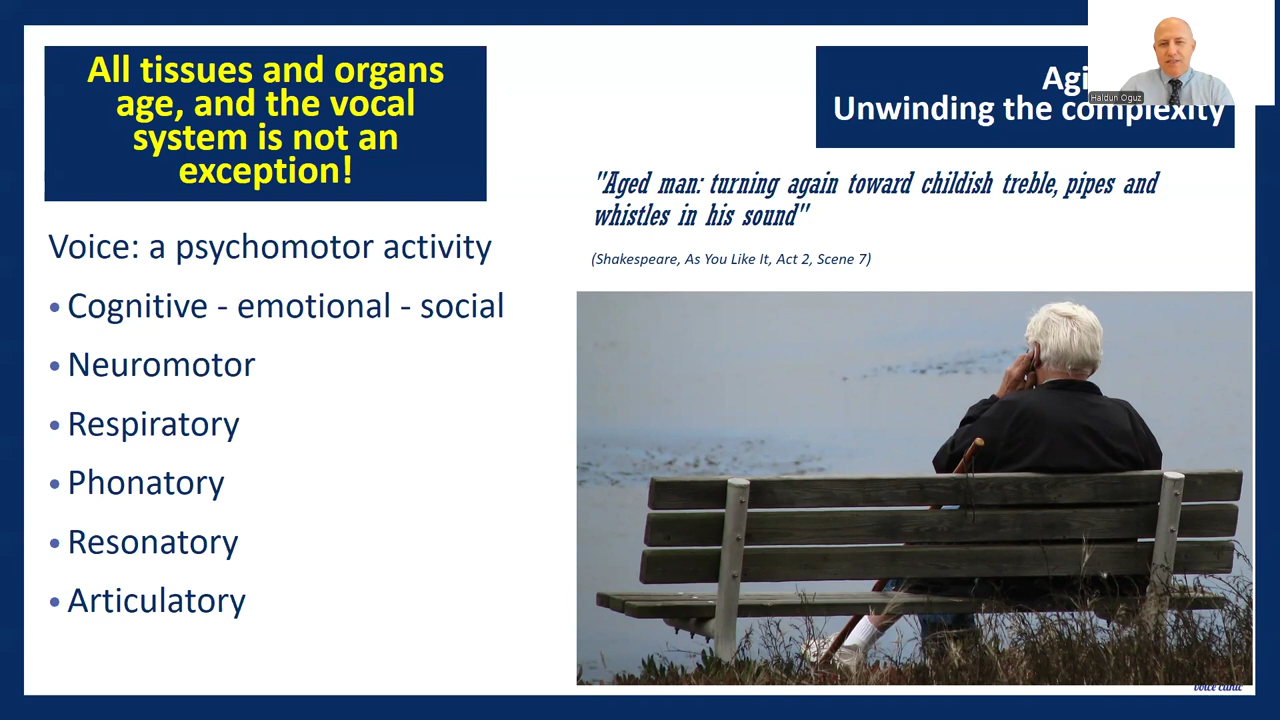 All tissues and organs
age, and the vocal
system is not an
exception!
Voice: a psychomotor activity
• Cognitive - emotional - social
• Neuromotor
• Respiratory
• Phonatory
• Resonatory
• Articulatory
Unwinding the complexity
Haldun Oguz
"Aged man: turning again toward childish treble, pipes and
whistles in his sound"
(Shakespeare, As You Like It, Act 2, Scene 7)
voice clinic